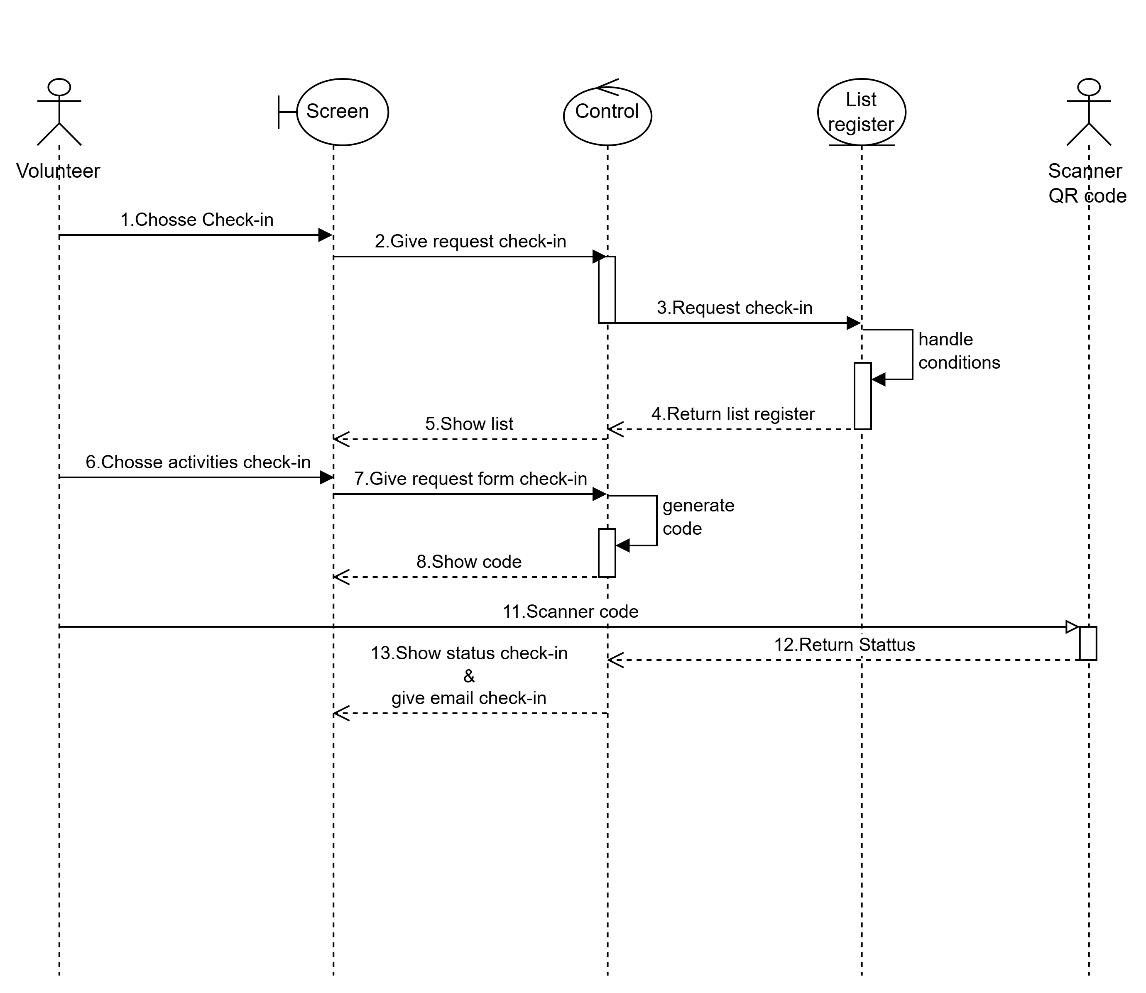 Screen
Control
List
register
Volunteer
Scanner
QR code
1.Chosse Check-in
2.Give request check-in
3.Request check-in
handle
conditions
4.Return list register
5.Show list
6.Chosse activities check-in
7.Give request form check-in
generate
code
8.Show code
11.Scanner code
12.Return Stattus
13.Show status check-in
&
give email check-in